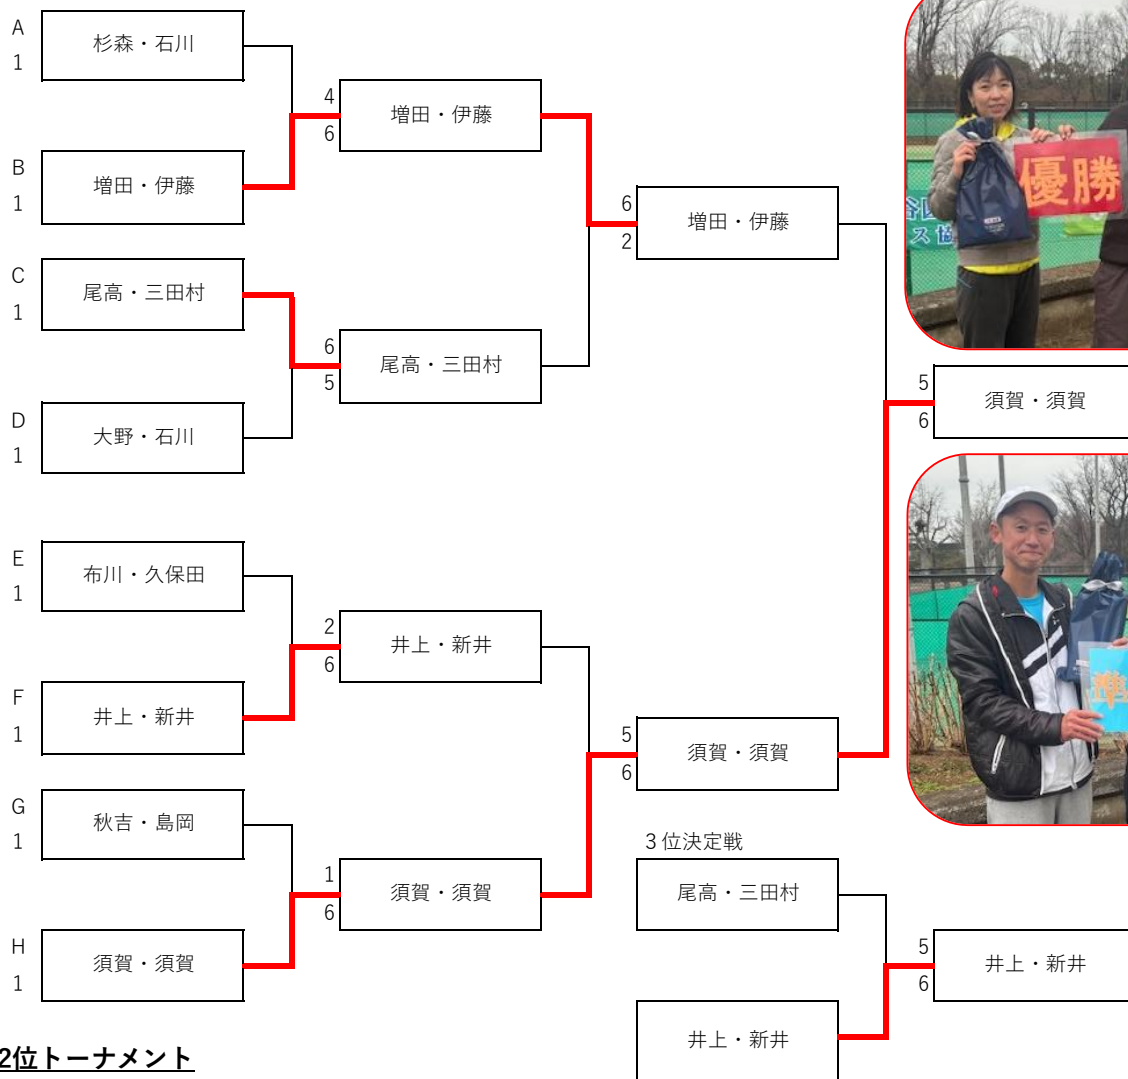 A
1
杉森・石川
B
1
増田・伊藤
4
6
増田・伊藤
C
1
尾高・三田村
D
1
大野・石川
6
5
尾高・三田村
6
2
増田・伊藤
E
1
布川・久保田
F
1
井上・新井
2
6
井上・新井
G
1
秋吉・島岡
H
1
須賀・須賀
1
6
須賀・須賀
5
6
須賀・須賀
優勝
谷区
ス協
5
6
須賀・須賀
準
3位決定戦
尾高・三田村
井上・新井
5
6
井上・新井
2位トーナメント